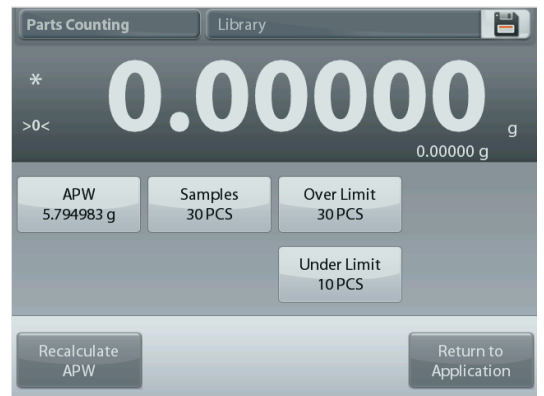 Parts Counting
Library
*
0.00000
>0<
g
0.00000 g
APW
5.794983 g
Samples
30 PCS
Over Limit
30 PCS
Under Limit
10 PCS
Recalculate
APW
Return to
Application